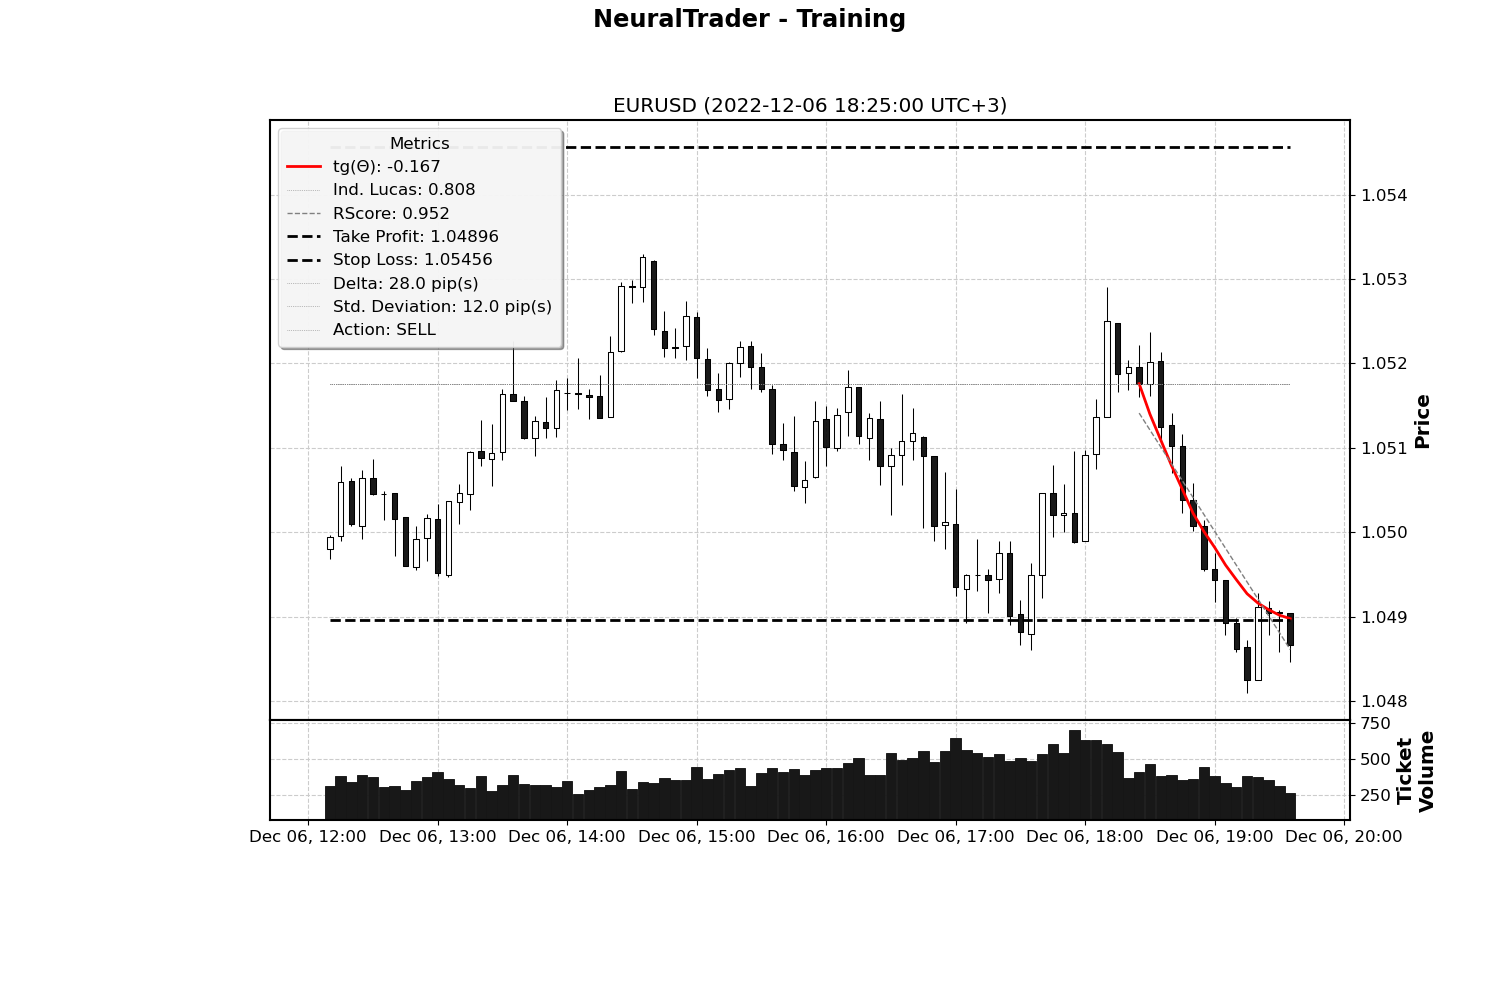 NeuralTrader - Training
EURUSD (2022-12-06 18:25:00 UTC+3)
Metrics
tg(Θ): -0.167
Ind. Lucas: 0.808
RScore: 0.952
Take Profit: 1.04896
Stop Loss: 1.05456
Delta: 28.0 pip(s)
Std. Deviation: 12.0 pip(s)
Action: SELL
1.054
1.053
1.052
1.051
1.050
1.049
1.048
Price
750
500
250
Ticket
Volume
Dec 06, 12:00 Dec 06, 13:00 Dec 06, 14:00 Dec 06, 15:00 Dec 06, 16:00 Dec 06, 17:00 Dec 06, 18:00 Dec 06, 19:00 Dec 06, 20:00